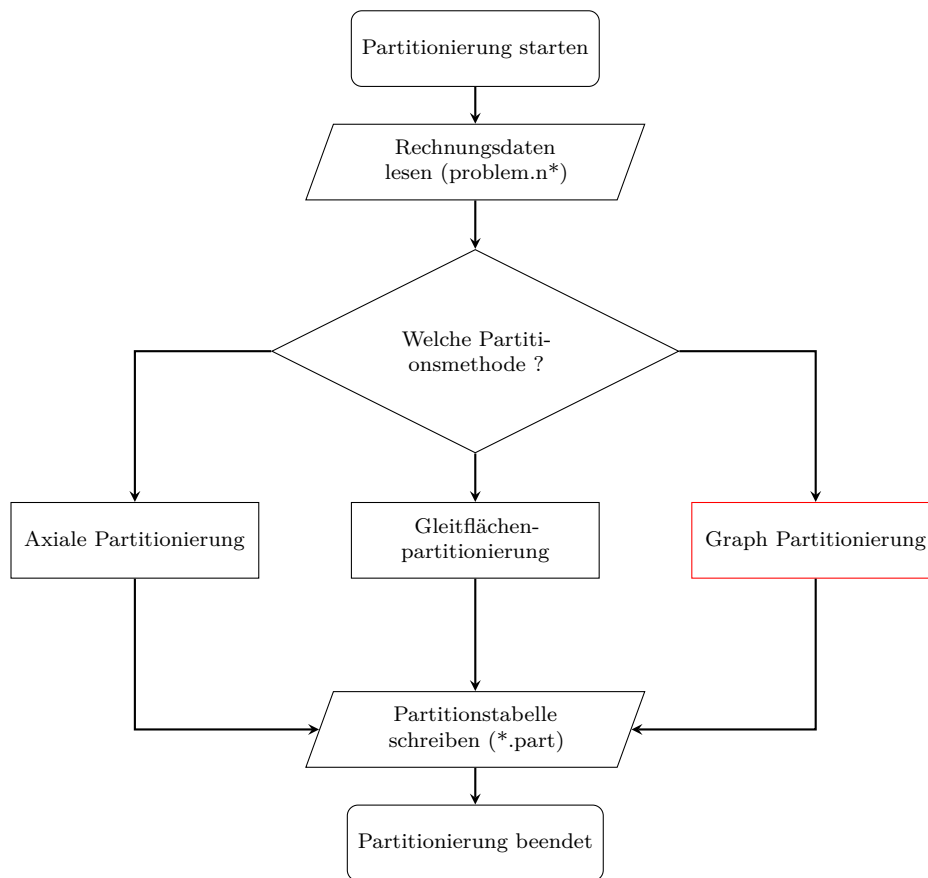 Partitionierung starten
Rechnungsdaten
lesen (problem.n*)
Welche Partiti-
onsmethode ?
Axiale Partitionierung
Gleitflächen-
partitionierung
Graph Partitionierung
Partitionstabelle
schreiben (*.part)
Partitionierung beendet